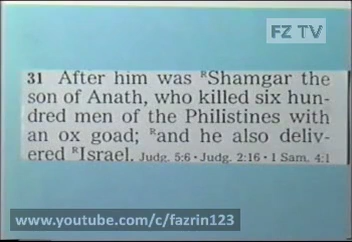 FZ TV
31 After him was ᴿShamgar the
son of Anath, who killed six hun-
dred men of the Philistines with
an ox goad; ᴿand he also deliv-
ered ᴿIsrael. Judg. 5:6 · Judg. 2:16 · 1 Sam. 4:1
www.youtube.com/c/fazrin123